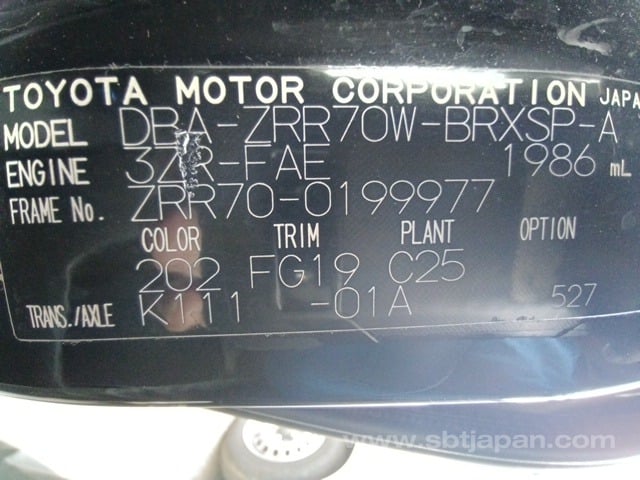 TOYOTA MOTOR CORPORATION JAPA
MODEL DBA-ZRR70W-BRXSP-A
ENGINE 3ZR-FAE 1986 mL
FRAME No. ZRR70-0199977
COLOR TRIM PLANT OPTION
202 FG19 C25
TRANS./AXLE K111 -01A 527
www.sbtjapan.com